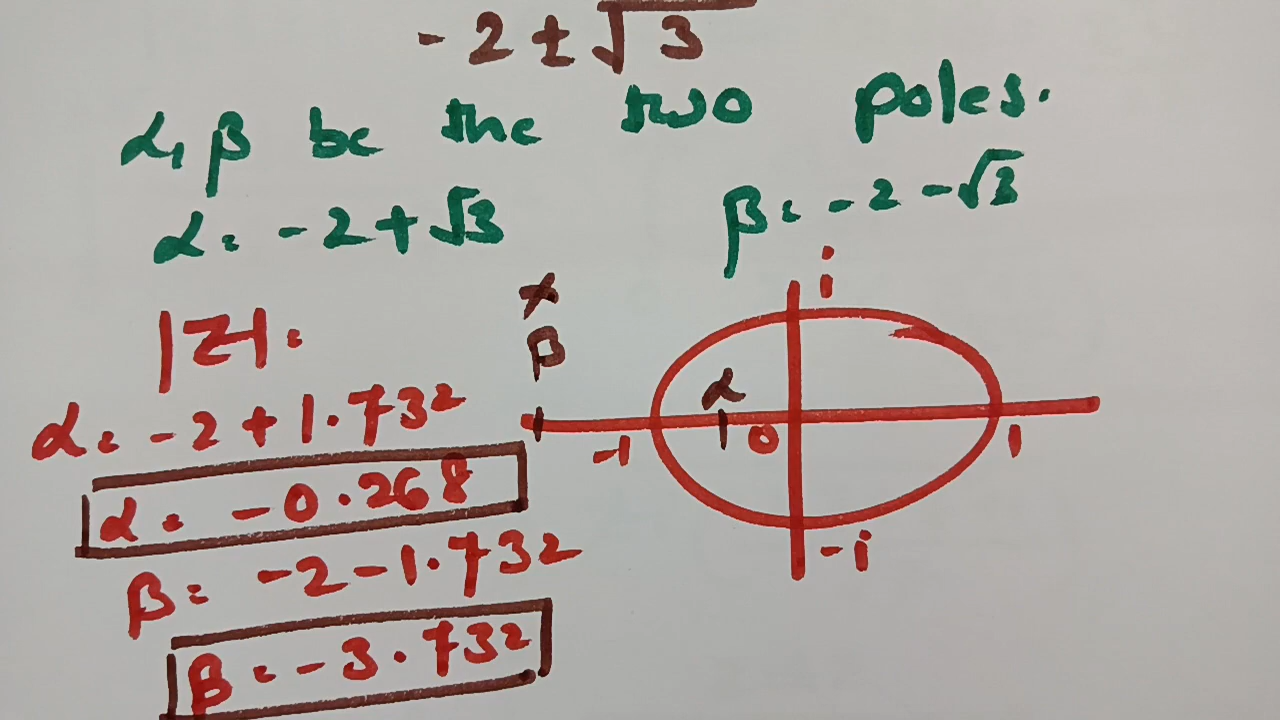 -2±√3
α, β be the two poles.
α = -2+√3
β = -2-√3
|Z| =
α = -2+1.732
α = -0.268
β = -2-1.732
β = -3.732
i
x
β
α
-1
0
1
-i